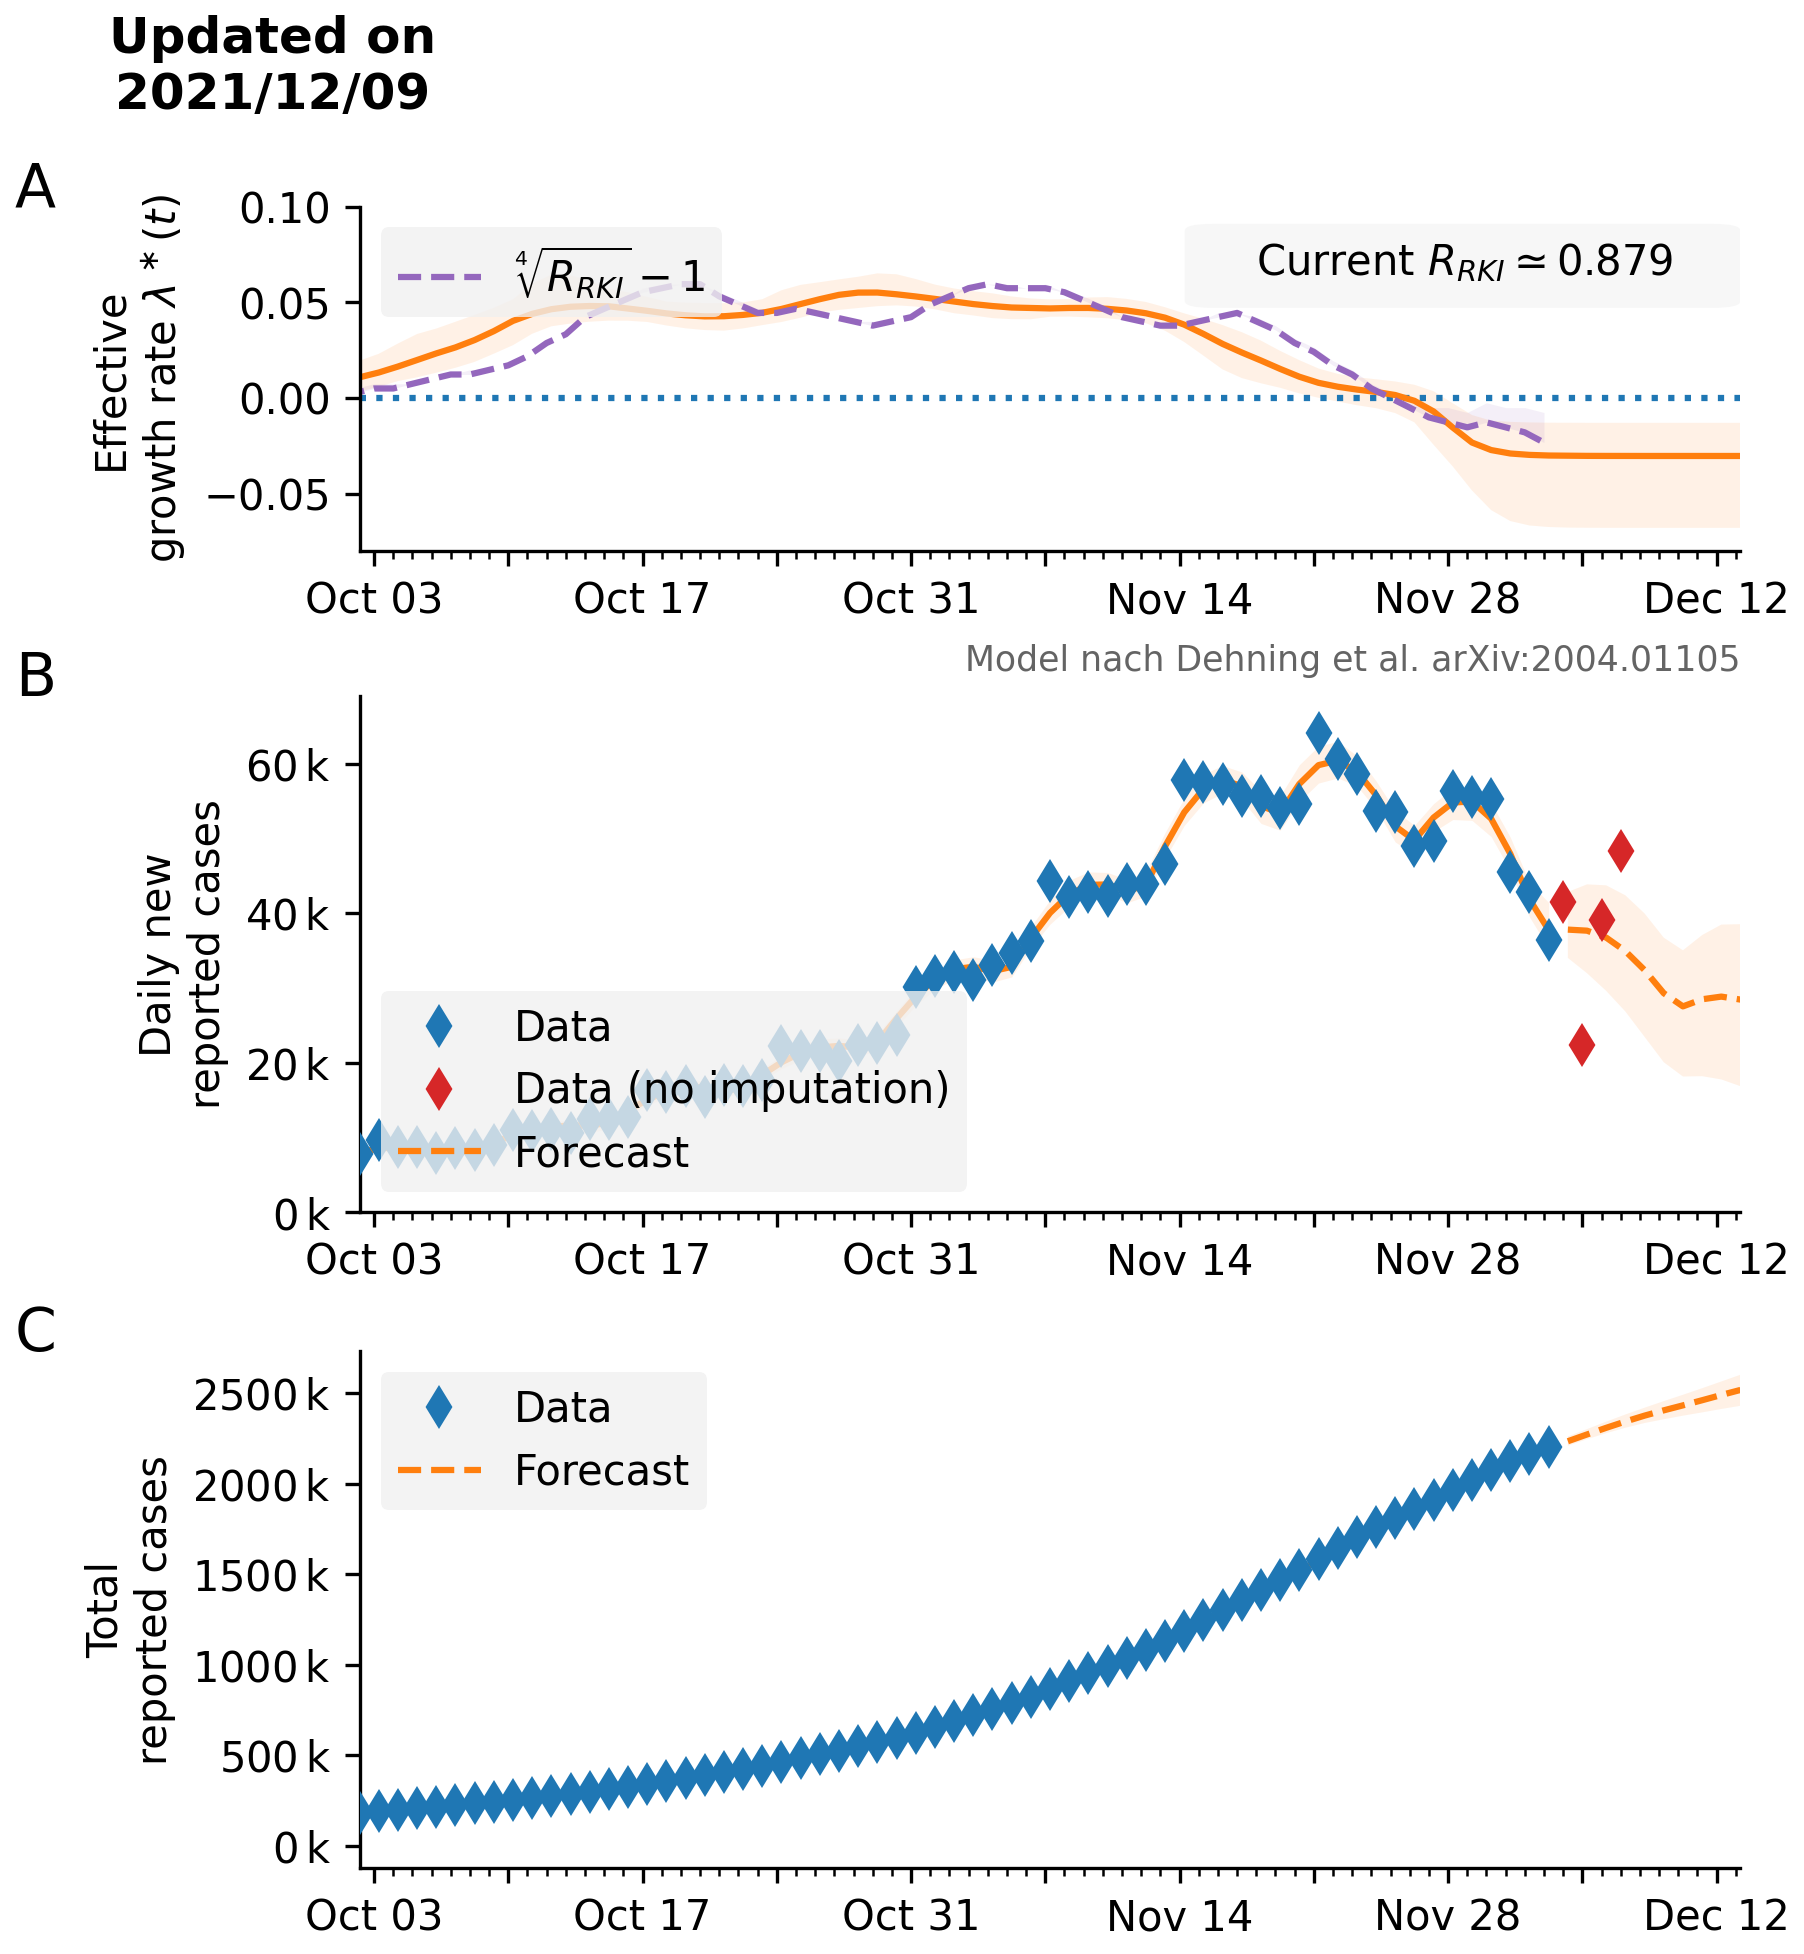 Updated on
2021/12/09
A
Effective
growth rate λ * (t)
0.10
0.05
0.00
−0.05
∜R_RKI − 1
Current R_RKI ≃ 0.879
Oct 03
Oct 17
Oct 31
Nov 14
Nov 28
Dec 12
Model nach Dehning et al. arXiv:2004.01105
B
Daily new
reported cases
60 k
40 k
20 k
0 k
Data
Data (no imputation)
Forecast
Oct 03
Oct 17
Oct 31
Nov 14
Nov 28
Dec 12
C
Total
reported cases
2500 k
2000 k
1500 k
1000 k
500 k
0 k
Data
Forecast
Oct 03
Oct 17
Oct 31
Nov 14
Nov 28
Dec 12